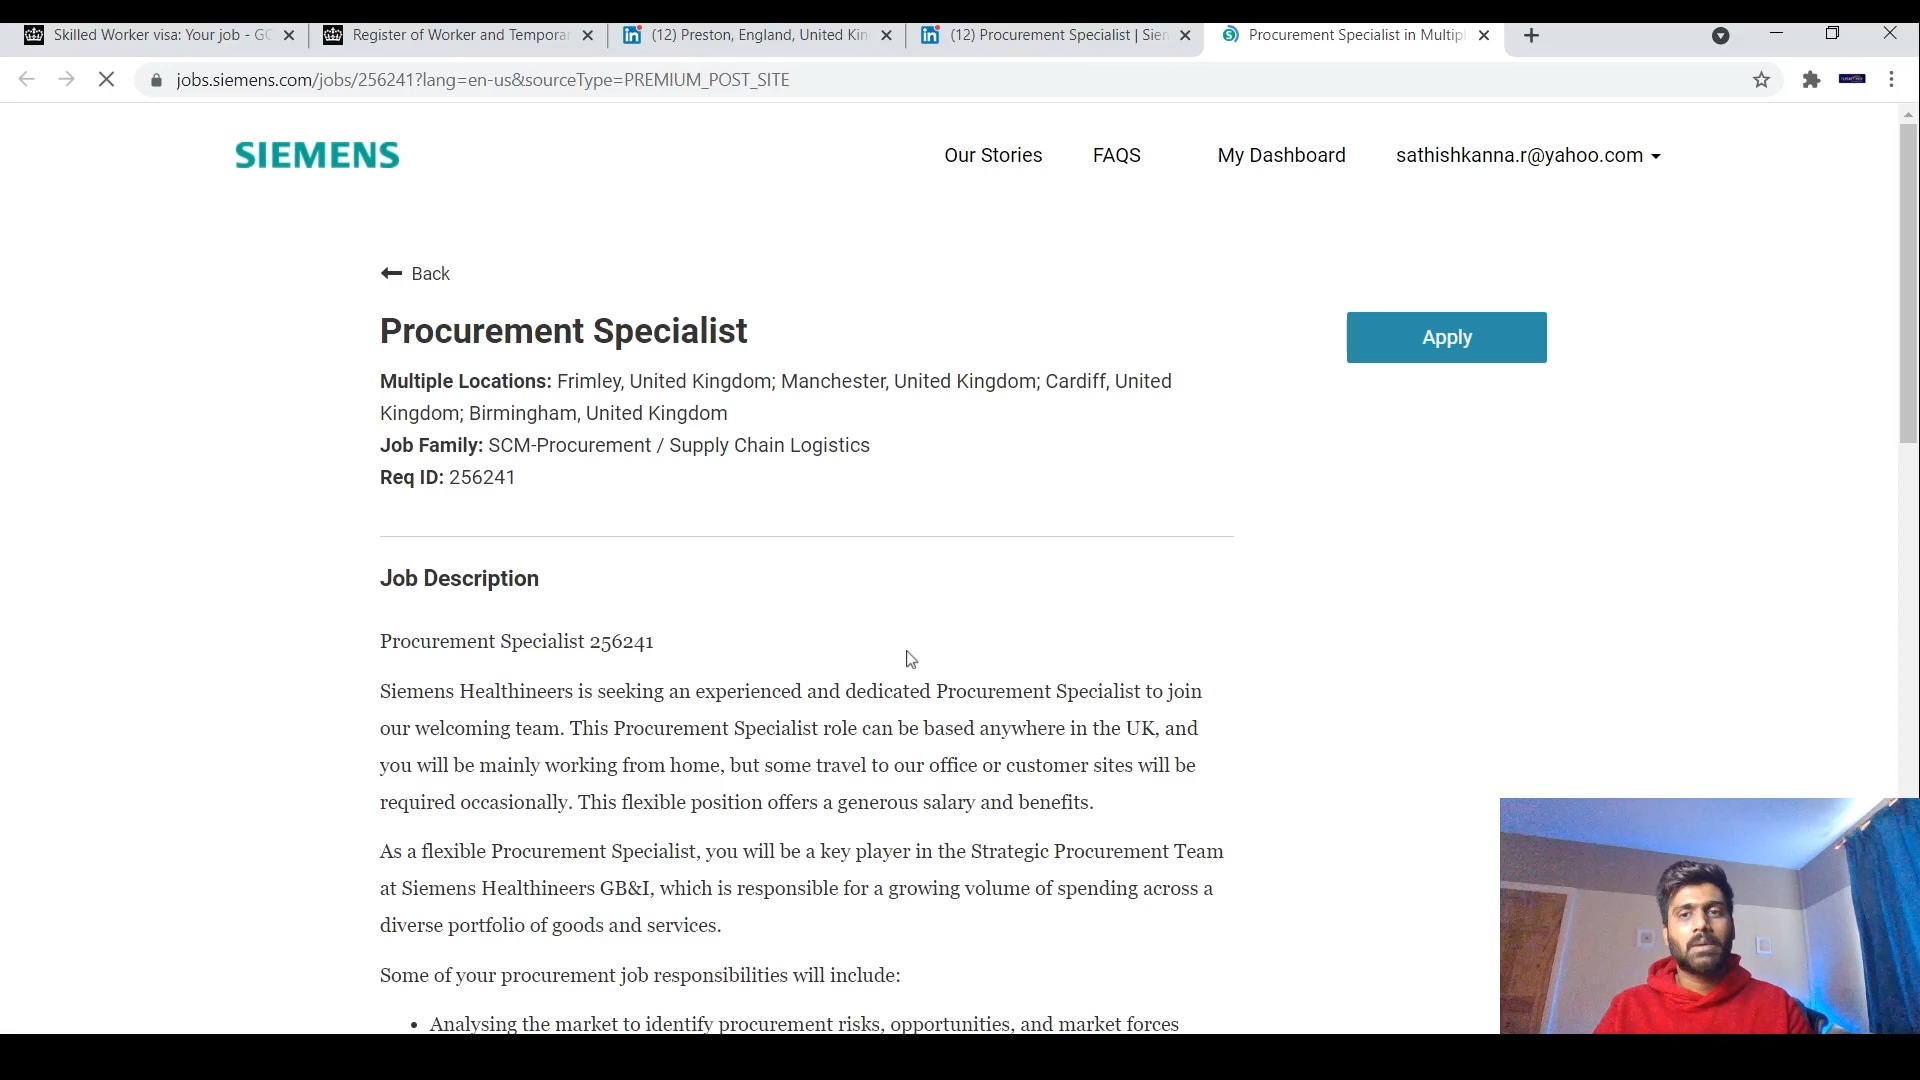 Skilled Worker visa: Your job - GO
Register of Worker and Tempora
(12) Preston, England, United Kin
(12) Procurement Specialist | Sie
Procurement Specialist in Multip
jobs.siemens.com/jobs/256241?lang=en-us&sourceType=PREMIUM_POST_SITE
SIEMENS
Our Stories
FAQS
My Dashboard
sathishkanna.r@yahoo.com
Back
Procurement Specialist
Apply
Multiple Locations: Frimley, United Kingdom; Manchester, United Kingdom; Cardiff, United
Kingdom; Birmingham, United Kingdom
Job Family: SCM-Procurement / Supply Chain Logistics
Req ID: 256241
Job Description
Procurement Specialist 256241
Siemens Healthineers is seeking an experienced and dedicated Procurement Specialist to join
our welcoming team. This Procurement Specialist role can be based anywhere in the UK, and
you will be mainly working from home, but some travel to our office or customer sites will be
required occasionally. This flexible position offers a generous salary and benefits.
As a flexible Procurement Specialist, you will be a key player in the Strategic Procurement Team
at Siemens Healthineers GB&I, which is responsible for a growing volume of spending across a
diverse portfolio of goods and services.
Some of your procurement job responsibilities will include:
• Analysing the market to identify procurement risks, opportunities, and market forces